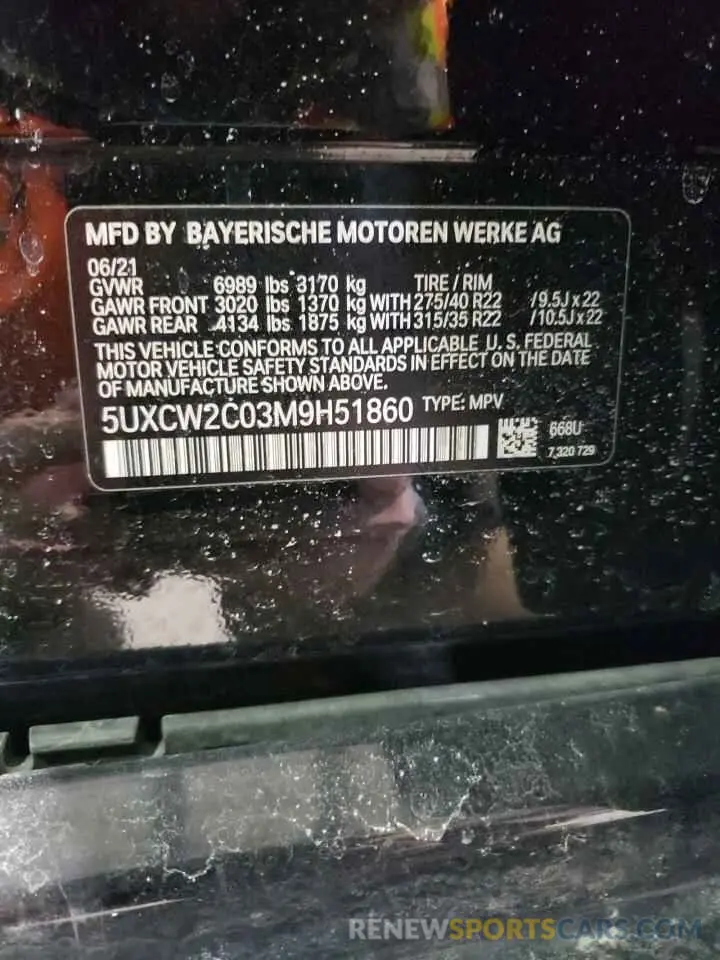 MFD BY BAYERISCHE MOTOREN WERKE AG
06/21
GVWR 6989 lbs 3170 kg TIRE / RIM
GAWR FRONT 3020 lbs 1370 kg WITH 275/40 R22 /9.5J x 22
GAWR REAR 4134 lbs 1875 kg WITH 315/35 R22 /10.5J x 22
THIS VEHICLE CONFORMS TO ALL APPLICABLE U. S. FEDERAL
MOTOR VEHICLE SAFETY STANDARDS IN EFFECT ON THE DATE
OF MANUFACTURE SHOWN ABOVE.
5UXCW2C03M9H51860 TYPE: MPV
668U
7,320 729
RENEWSPORTSCARS.COM